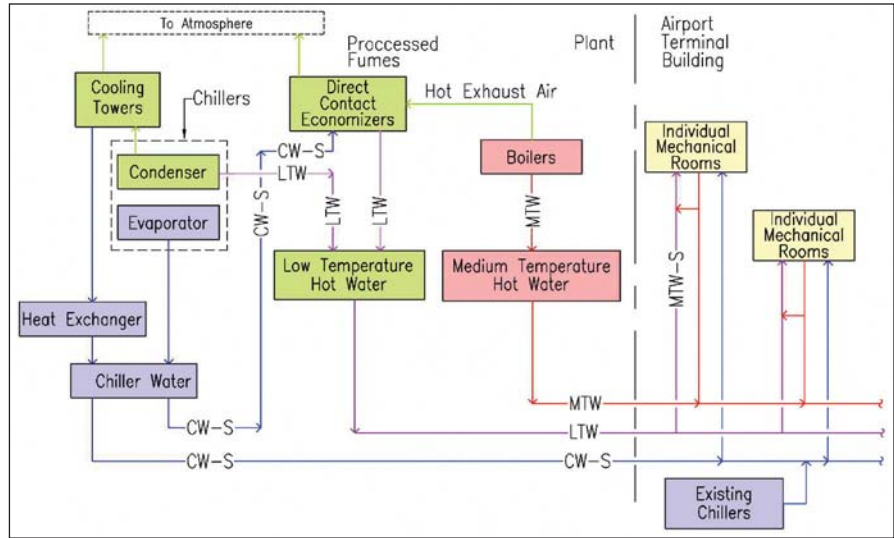 To Atmosphere
Proccessed
Fumes
Plant
Airport
Terminal
Building
Cooling
Towers
Chillers
Direct
Contact
Economizers
Hot Exhaust Air
Individual
Mechanical
Rooms
Condenser
CW-S
LTW
Boilers
Evaporator
CW-S
LTW
LTW
MTW
MTW-S
Individual
Mechanical
Rooms
Low Temperature
Hot Water
Medium Temperature
Hot Water
Heat Exchanger
Chiller Water
MTW
CW-S
LTW
CW-S
CW-S
Existing
Chillers